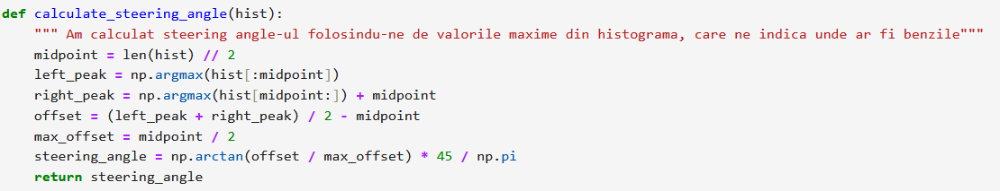 def calculate_steering_angle(hist):
    """ Am calculat steering angle-ul folosindu-ne de valorile maxime din histograma, care ne indica unde ar fi benzile"""
    midpoint = len(hist) // 2
    left_peak = np.argmax(hist[:midpoint])
    right_peak = np.argmax(hist[midpoint:]) + midpoint
    offset = (left_peak + right_peak) / 2 - midpoint
    max_offset = midpoint / 2
    steering_angle = np.arctan(offset / max_offset) * 45 / np.pi
    return steering_angle